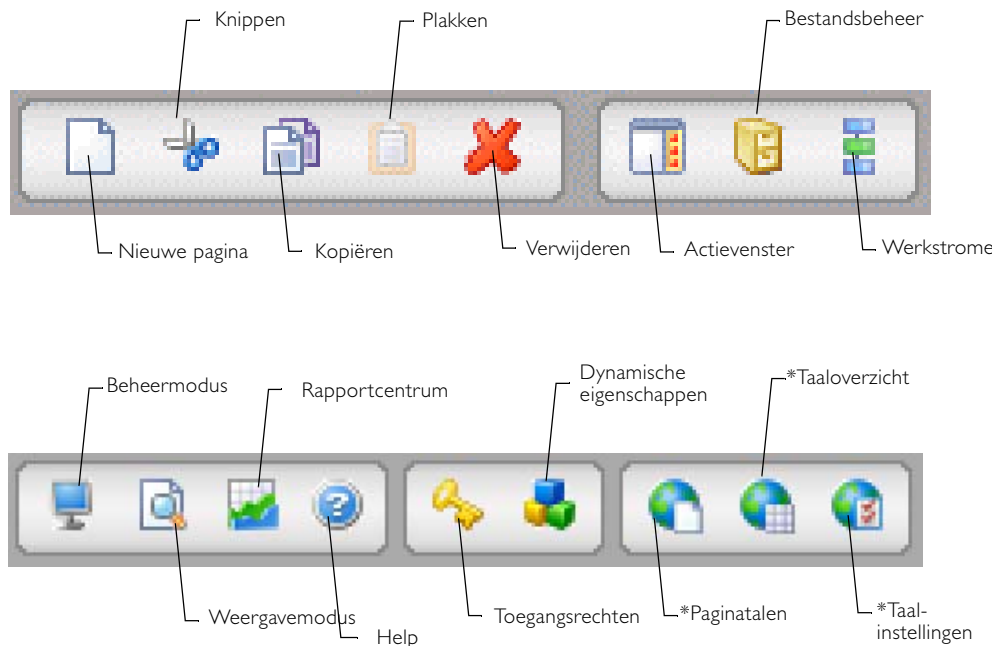 Knippen
Plakken
Bestandsbeheer
Nieuwe pagina
Kopiëren
Verwijderen
Actievenster
Werkstrome
Beheermodus
Rapportcentrum
Dynamische
eigenschappen
*Taaloverzicht
Weergavemodus
Help
Toegangsrechten
*Paginatalen
*Taal-
instellingen